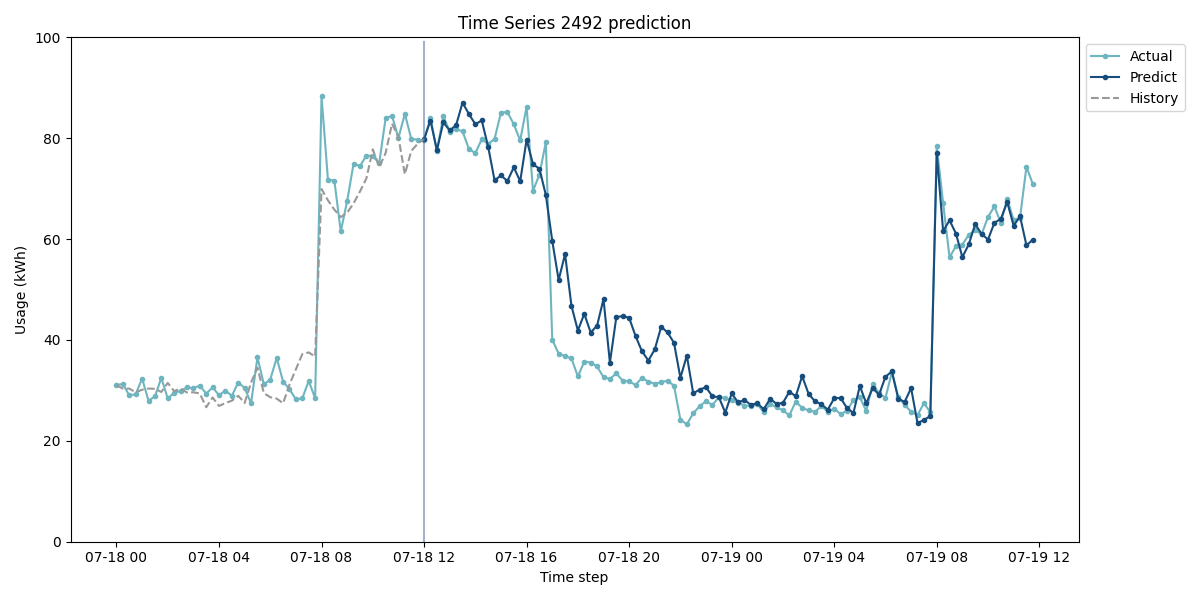 Time Series 2492 prediction
100
80
60
40
20
0
Usage (kWh)
07-18 00
07-18 04
07-18 08
07-18 12
07-18 16
07-18 20
07-19 00
07-19 04
07-19 08
07-19 12
Time step
Actual
Predict
History